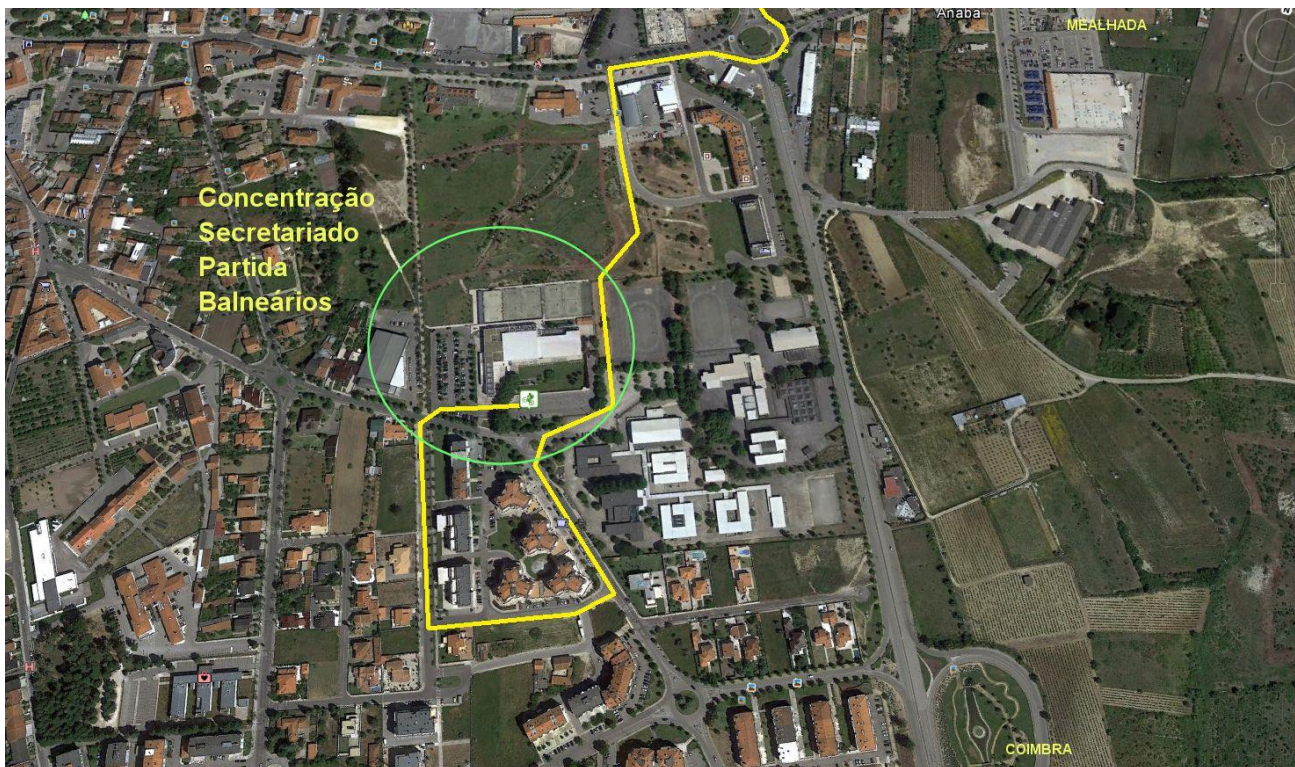 Anaba
MEALHADA
Concentração
Secretariado
Partida
Balneários
H
H
COIMBRA